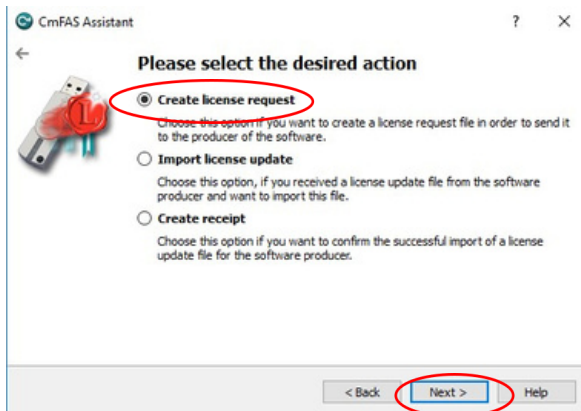 CmFAS Assistant
Please select the desired action
Create license request
Choose this option if you want to create a license request file in order to send it
to the producer of the software.
Import license update
Choose this option, if you received a license update file from the software
producer and want to import this file.
Create receipt
Choose this option if you want to confirm the successful import of a license
update file for the software producer.
< Back Next > Help